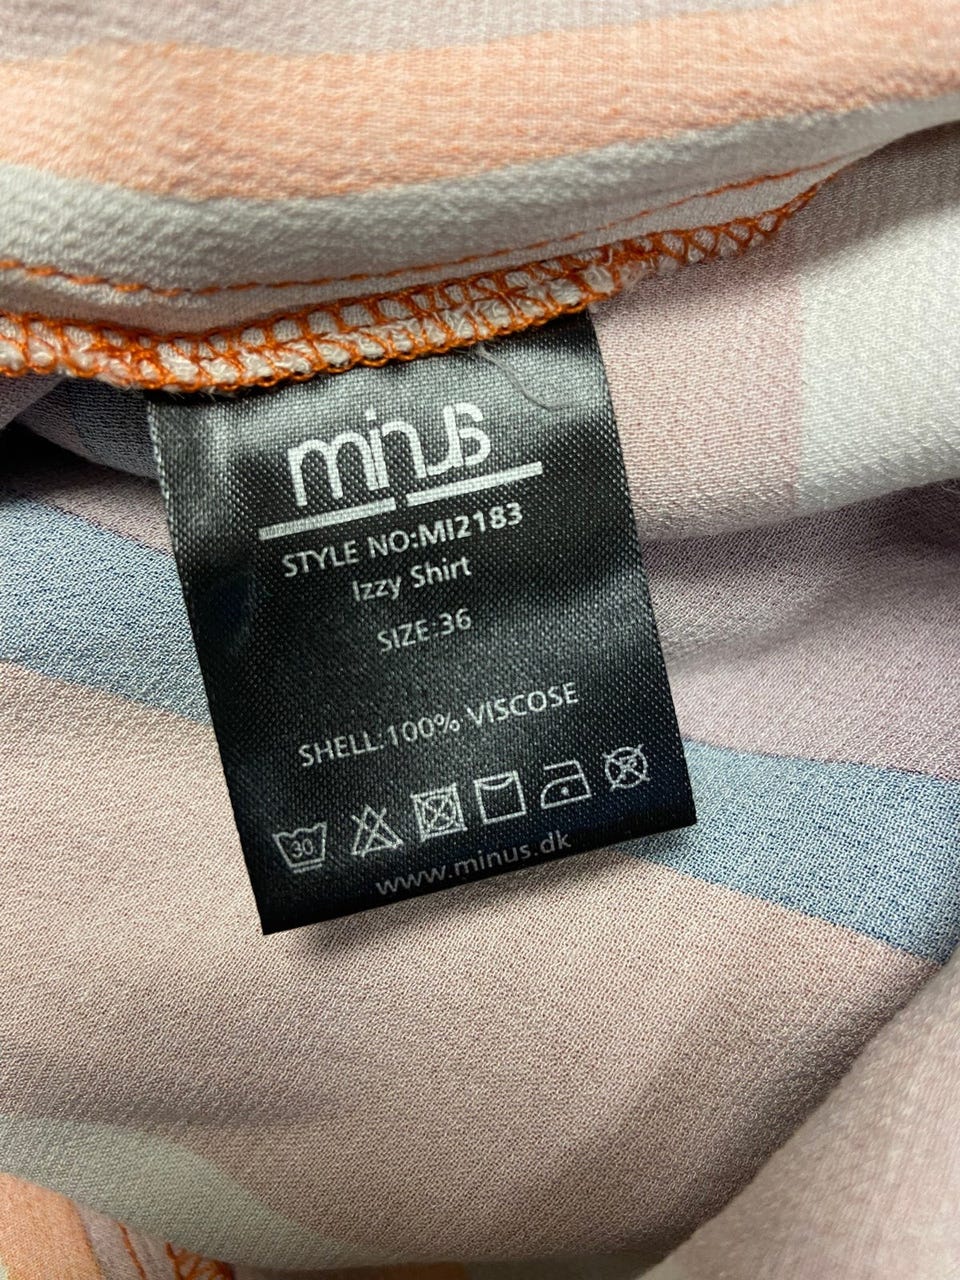 minus
STYLE NO:MI2183
Izzy Shirt
SIZE:36
SHELL:100% VISCOSE
30
www.minus.dk